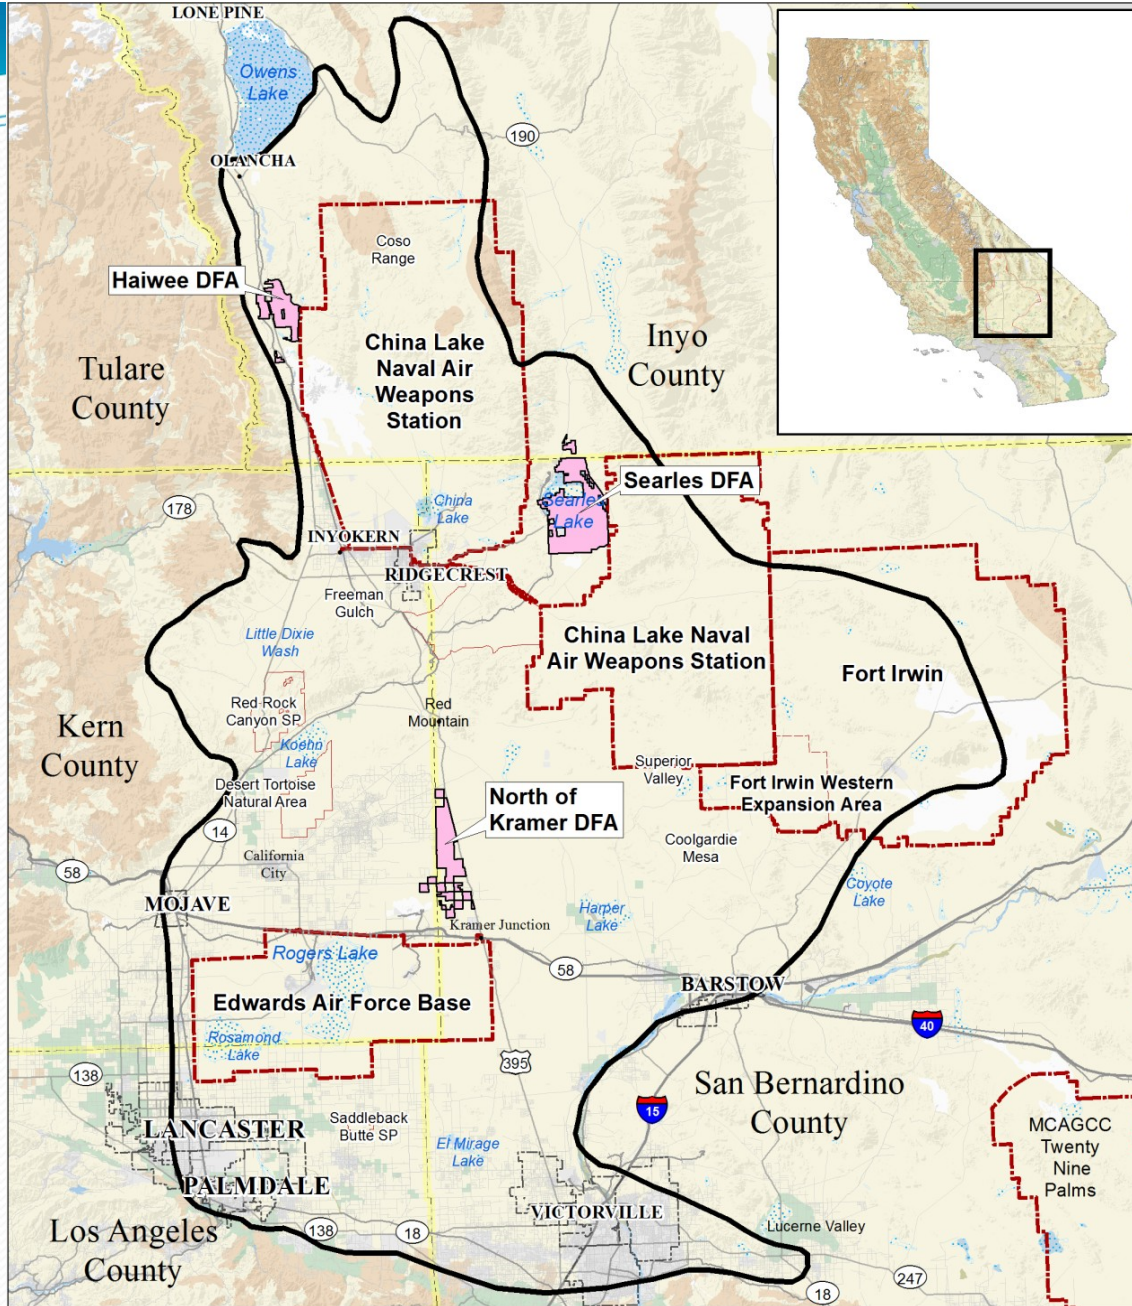 LONE PINE
Owens
Lake
190
OLANCHA
Coso
Range
Haiwee DFA
China Lake
Naval Air
Weapons
Station
Inyo
County
Tulare
County
Searles DFA
Searles
Lake
178
China
Lake
INYOKERN
RIDGECREST
Freeman
Gulch
Little Dixie
Wash
China Lake Naval
Air Weapons Station
Fort Irwin
Red Rock
Canyon SP
Red
Mountain
Kern
County
Koehn
Lake
Superior
Valley
Desert Tortoise
Natural Area
Fort Irwin Western
Expansion Area
North of
Kramer DFA
14
Coolgardie
Mesa
California
City
58
MOJAVE
Coyote
Lake
Harper
Lake
Kramer Junction
Rogers Lake
58
BARSTOW
Edwards Air Force Base
40
Rosamond
Lake
395
138
San Bernardino
County
15
LANCASTER
Saddleback
Butte SP
El Mirage
Lake
MCAGCC
Twenty
Nine
Palms
PALMDALE
VICTORVILLE
Lucerne Valley
Los Angeles
County
138
18
247
18